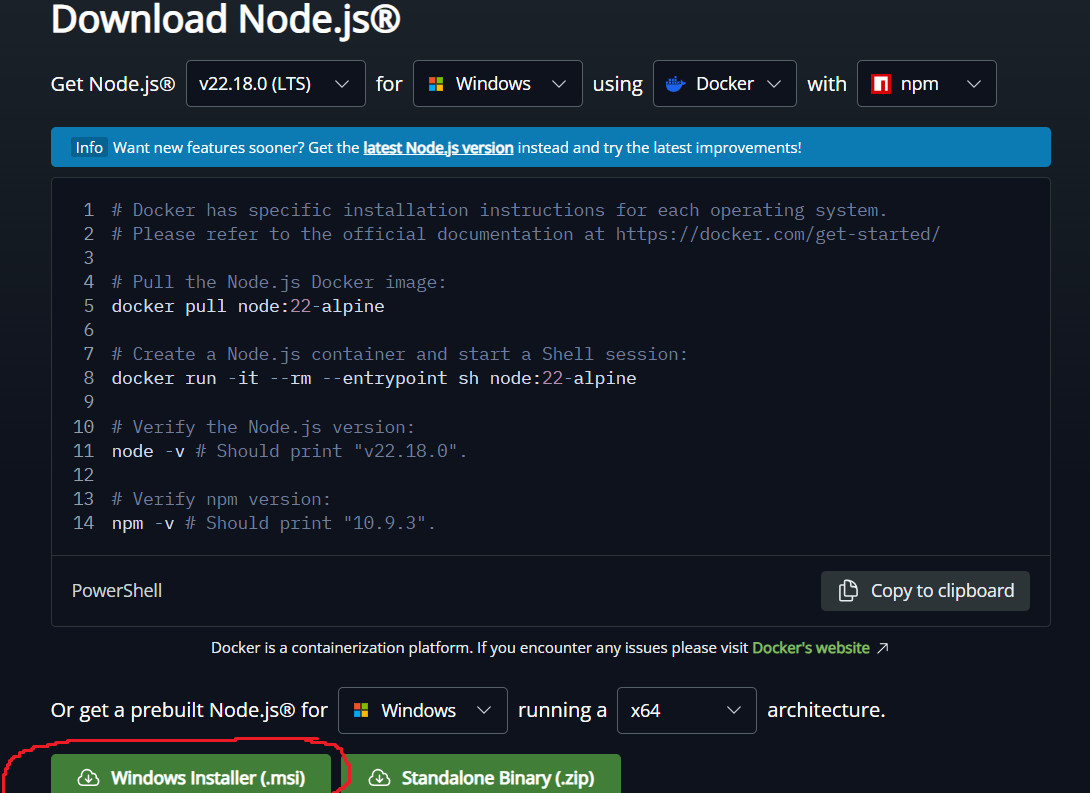 Download Node.js®
Get Node.js® v22.18.0 (LTS) for Windows using Docker with npm
Info Want new features sooner? Get the latest Node.js version instead and try the latest improvements!
1 # Docker has specific installation instructions for each operating system.
2 # Please refer to the official documentation at https://docker.com/get-started/
3
4 # Pull the Node.js Docker image:
5 docker pull node:22-alpine
6
7 # Create a Node.js container and start a Shell session:
8 docker run -it --rm --entrypoint sh node:22-alpine
9
10 # Verify the Node.js version:
11 node -v # Should print "v22.18.0".
12
13 # Verify npm version:
14 npm -v # Should print "10.9.3".
PowerShell Copy to clipboard
Docker is a containerization platform. If you encounter any issues please visit Docker's website
Or get a prebuilt Node.js® for Windows running a x64 architecture.
Windows Installer (.msi) Standalone Binary (.zip)